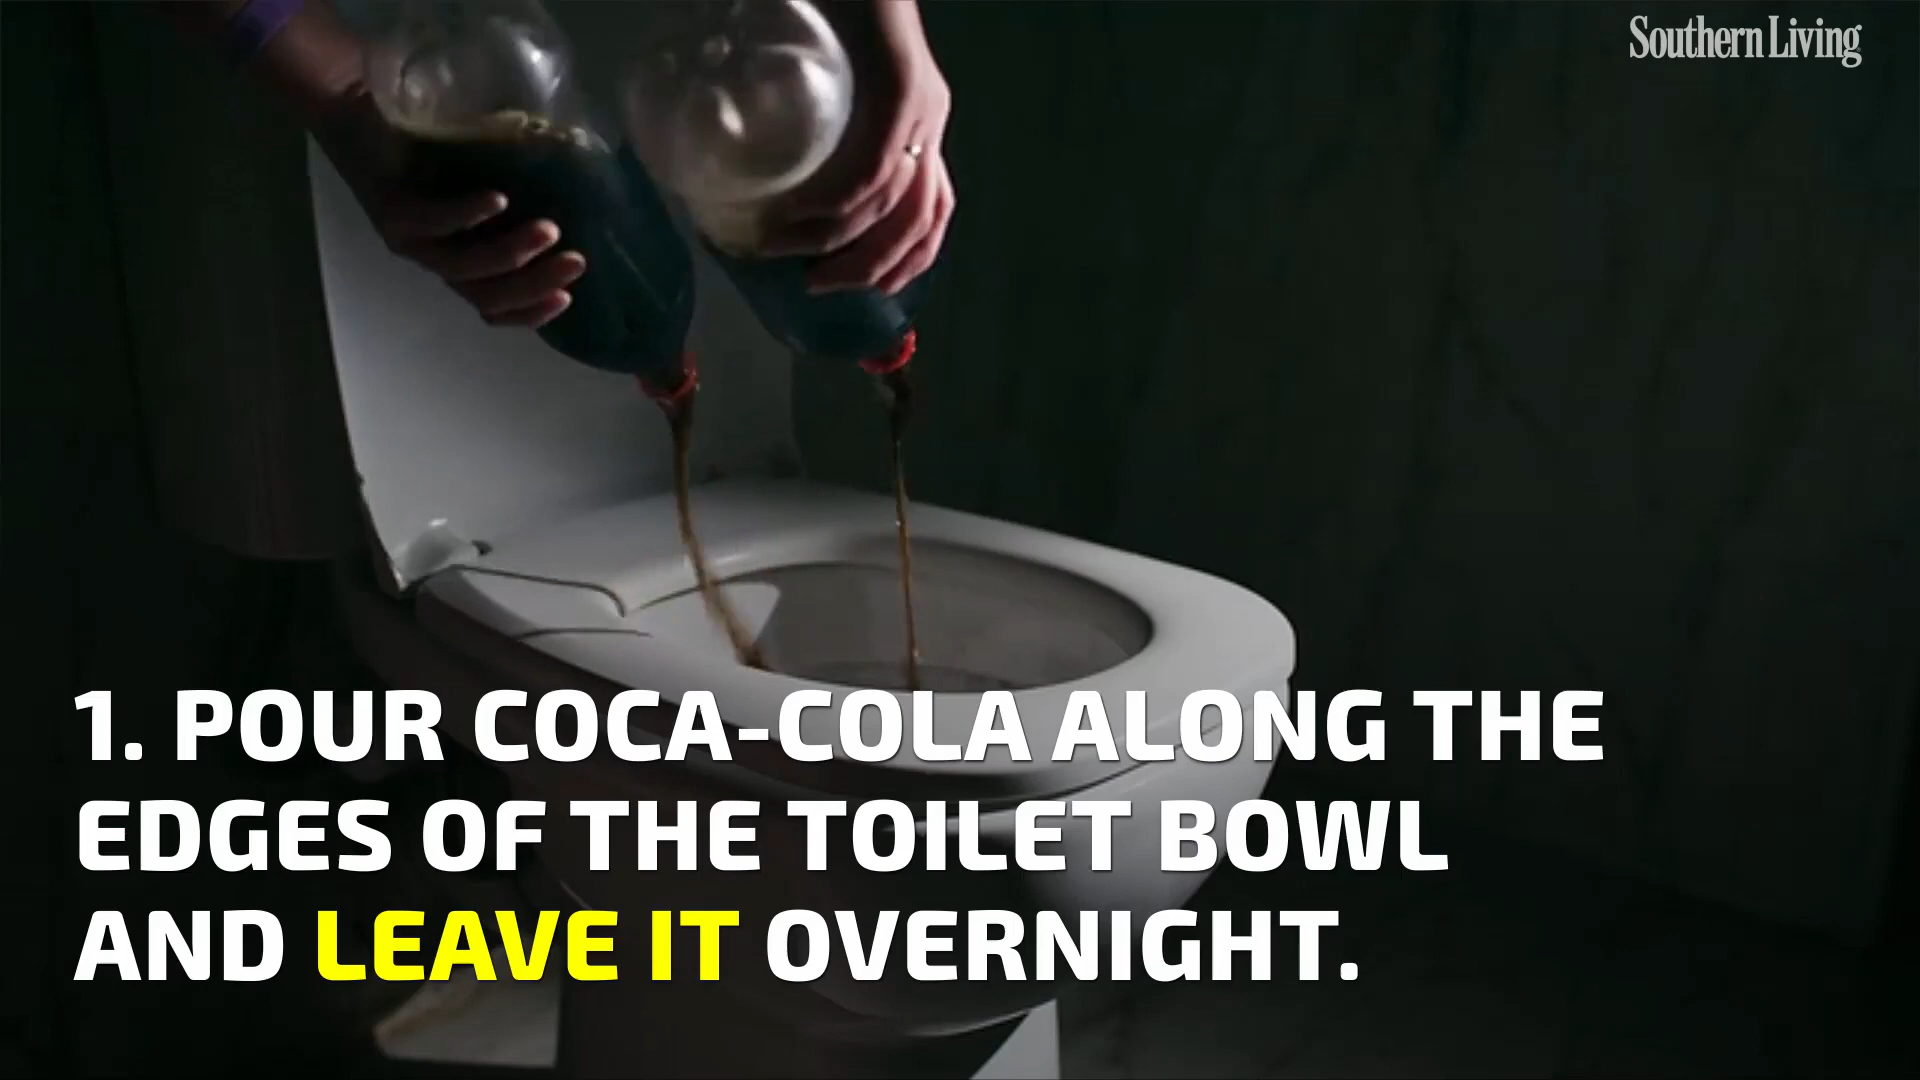 Southern Living
1. POUR COCA-COLA ALONG THE
EDGES OF THE TOILET BOWL
AND LEAVE IT OVERNIGHT.